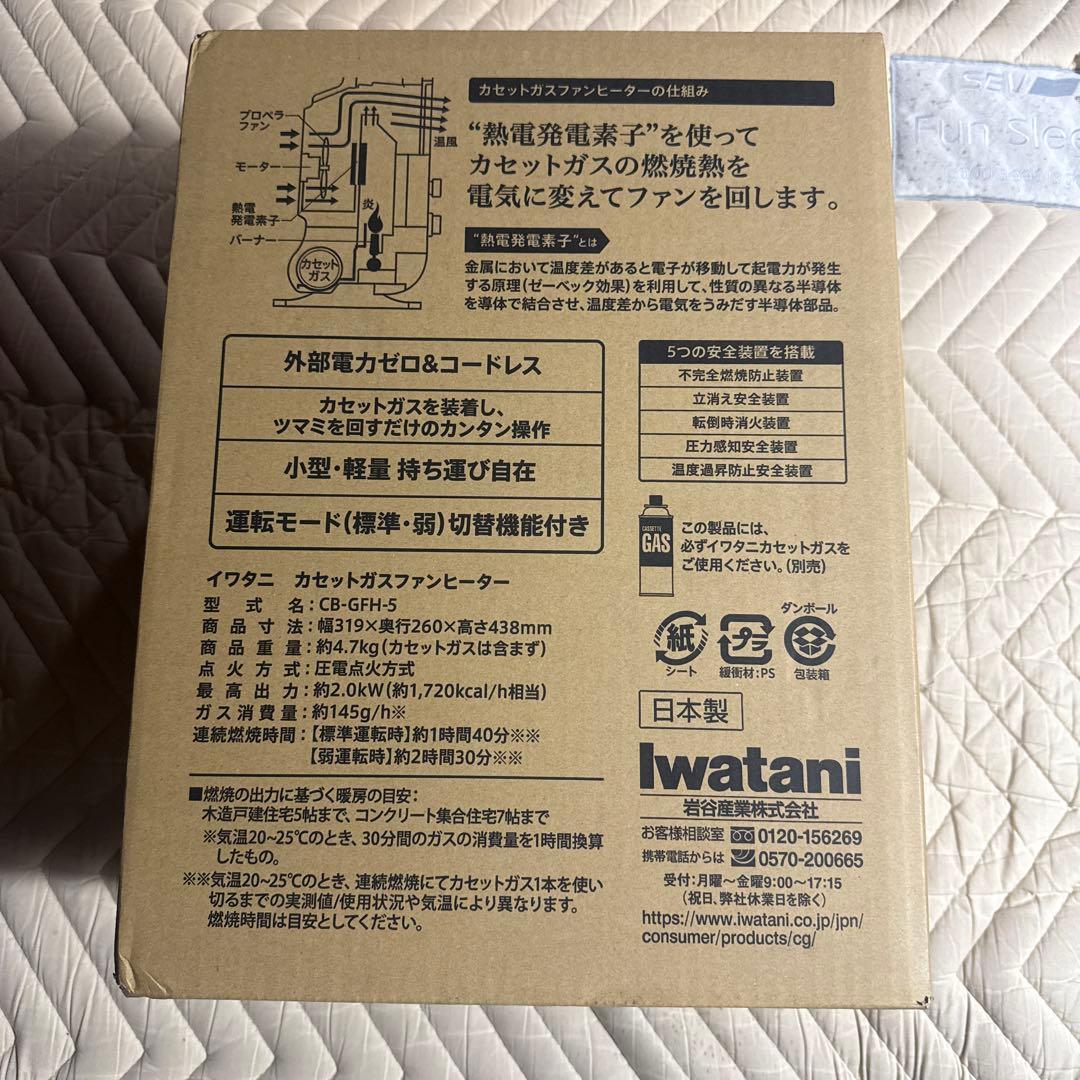 プロペラ
ファン
モーター
熱電
発電素子
バーナー
カセット
ガス
炎
温風
カセットガスファンヒーターの仕組み
“熱電発電素子”を使って
カセットガスの燃焼熱を
電気に変えてファンを回します。
“熱電発電素子”とは
金属において温度差があると電子が移動して起電力が発生
する原理(ゼーベック効果)を利用して、性質の異なる半導体
を導体で結合させ、温度差から電気をうみだす半導体部品。
外部電力ゼロ&コードレス
カセットガスを装着し、
ツマミを回すだけのカンタン操作
小型・軽量 持ち運び自在
運転モード(標準・弱)切替機能付き
5つの安全装置を搭載
不完全燃焼防止装置
立消え安全装置
転倒時消火装置
圧力感知安全装置
温度過昇防止安全装置
CASSETTE
GAS
この製品には、
必ずイワタニカセットガスを
ご使用ください。(別売)
イワタニ カセットガスファンヒーター
型式名:CB-GFH-5
商品寸法:幅319×奥行260×高さ438mm
商品重量:約4.7kg(カセットガスは含まず)
点火方式:圧電点火方式
最高出力:約2.0kW(約1,720kcal/h相当)
ガス消費量:約145g/h※
連続燃焼時間:【標準運転時】約1時間40分※※
【弱運転時】約2時間30分※※
■燃焼の出力に基づく暖房の目安:
木造戸建住宅5帖まで、コンクリート集合住宅7帖まで
※気温20~25℃のとき、30分間のガスの消費量を1時間換算
したもの。
※※気温20~25℃のとき、連続燃焼にてカセットガス1本を使い
切るまでの実測値/使用状況や気温により異なります。
燃焼時間は目安としてください。
紙
シート
プラ
緩衝材:PS
ダンボール
包装箱
日本製
Iwatani
岩谷産業株式会社
お客様相談室 0120-156269
携帯電話からは 0570-200665
受付:月曜~金曜9:00~17:15
(祝日、弊社休業日を除く)
https://www.iwatani.co.jp/jpn/
consumer/products/cg/
SEV
Fun Slee